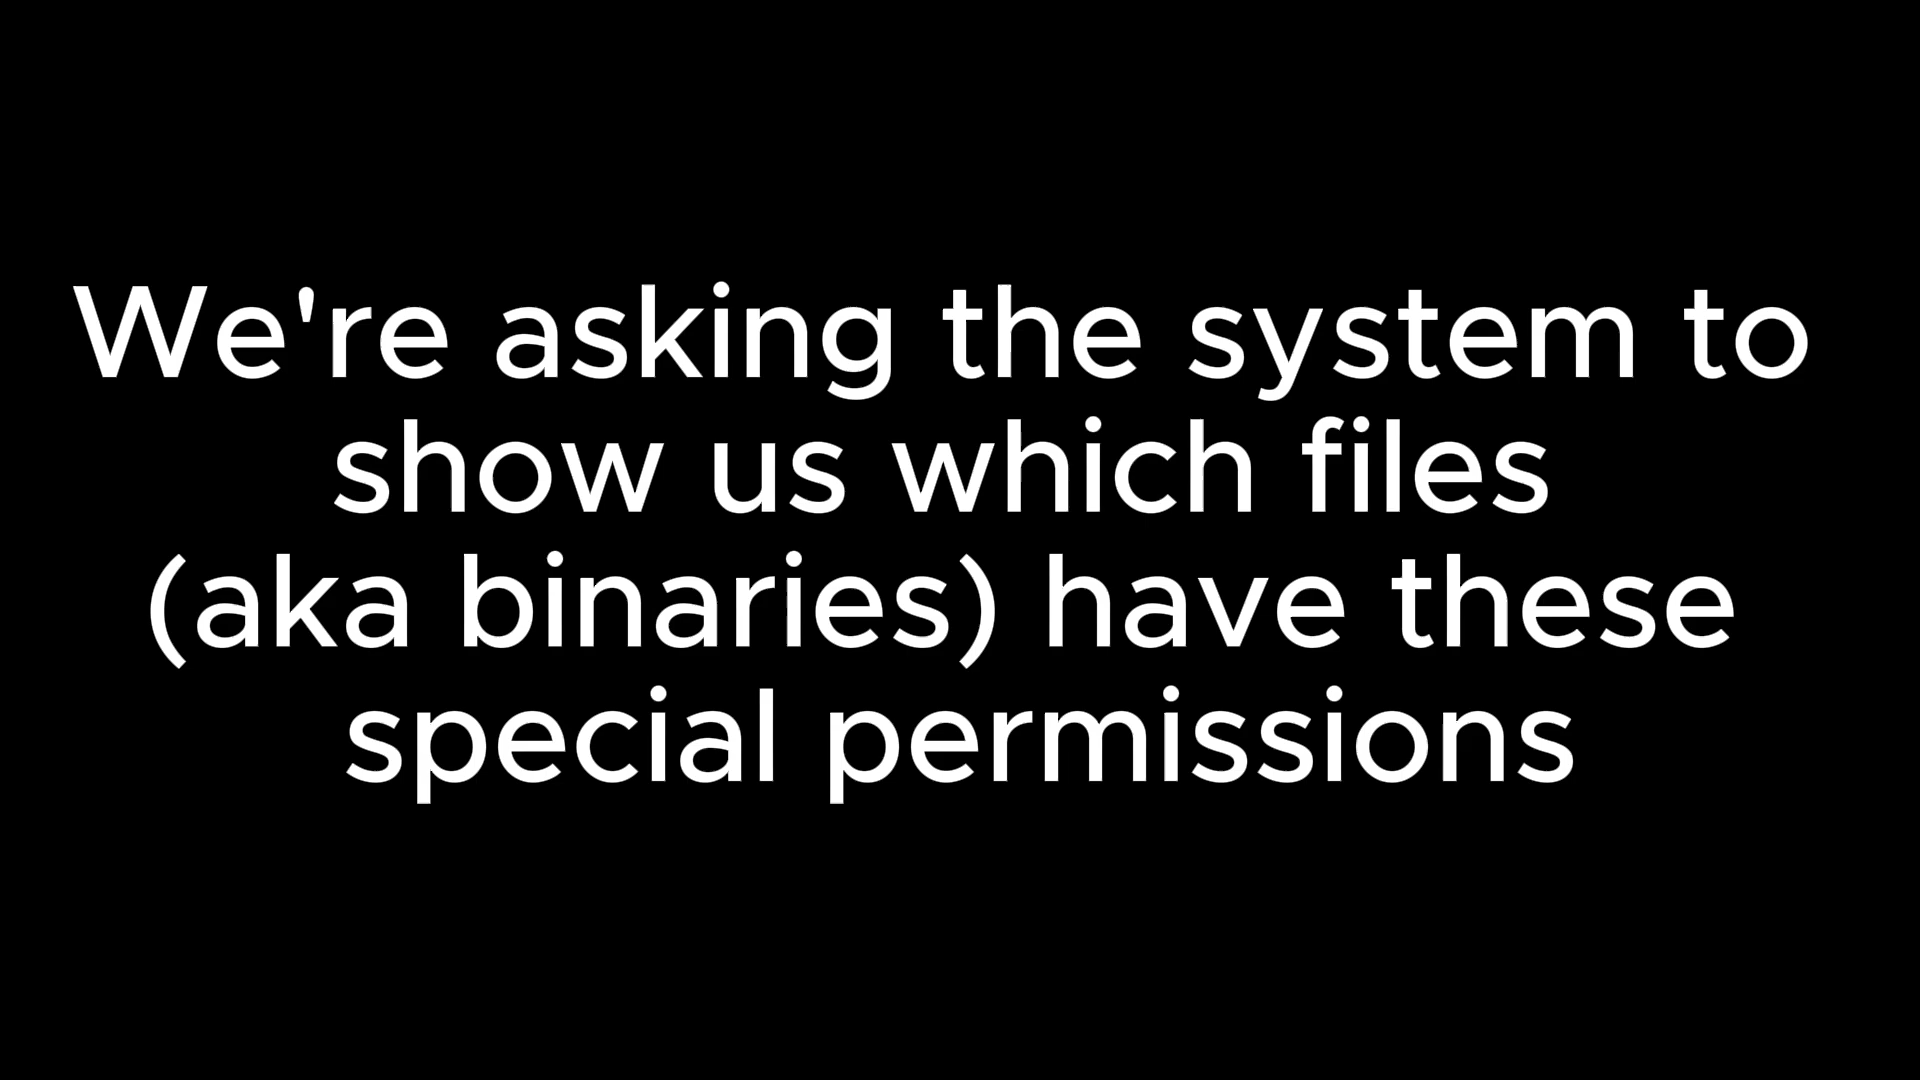 We're asking the system to
show us which files
(aka binaries) have these
special permissions